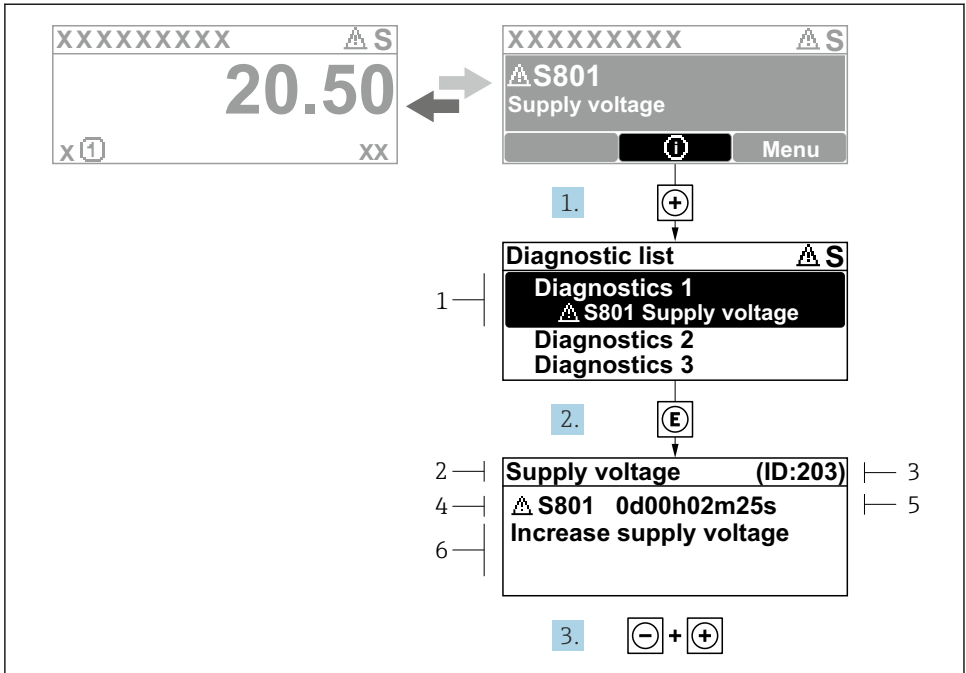 XXXXXXXXX ⚠ S
20.50
x ① xx
XXXXXXXXX ⚠ S
⚠ S801
Supply voltage
ⓘ Menu
1. +
Diagnostic list ⚠ S
1
Diagnostics 1
⚠ S801 Supply voltage
Diagnostics 2
Diagnostics 3
2. E
2 Supply voltage (ID:203) 3
4 ⚠ S801 0d00h02m25s 5
6 Increase supply voltage
3. - + +